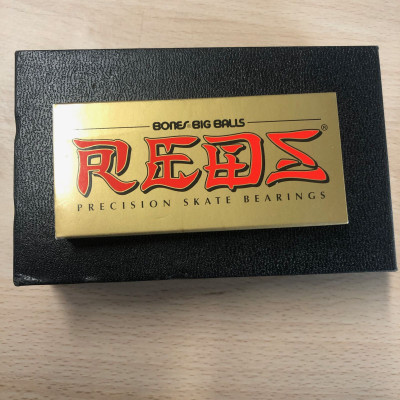 BONES® BIG BALLS
REDS®
PRECISION SKATE BEARINGS